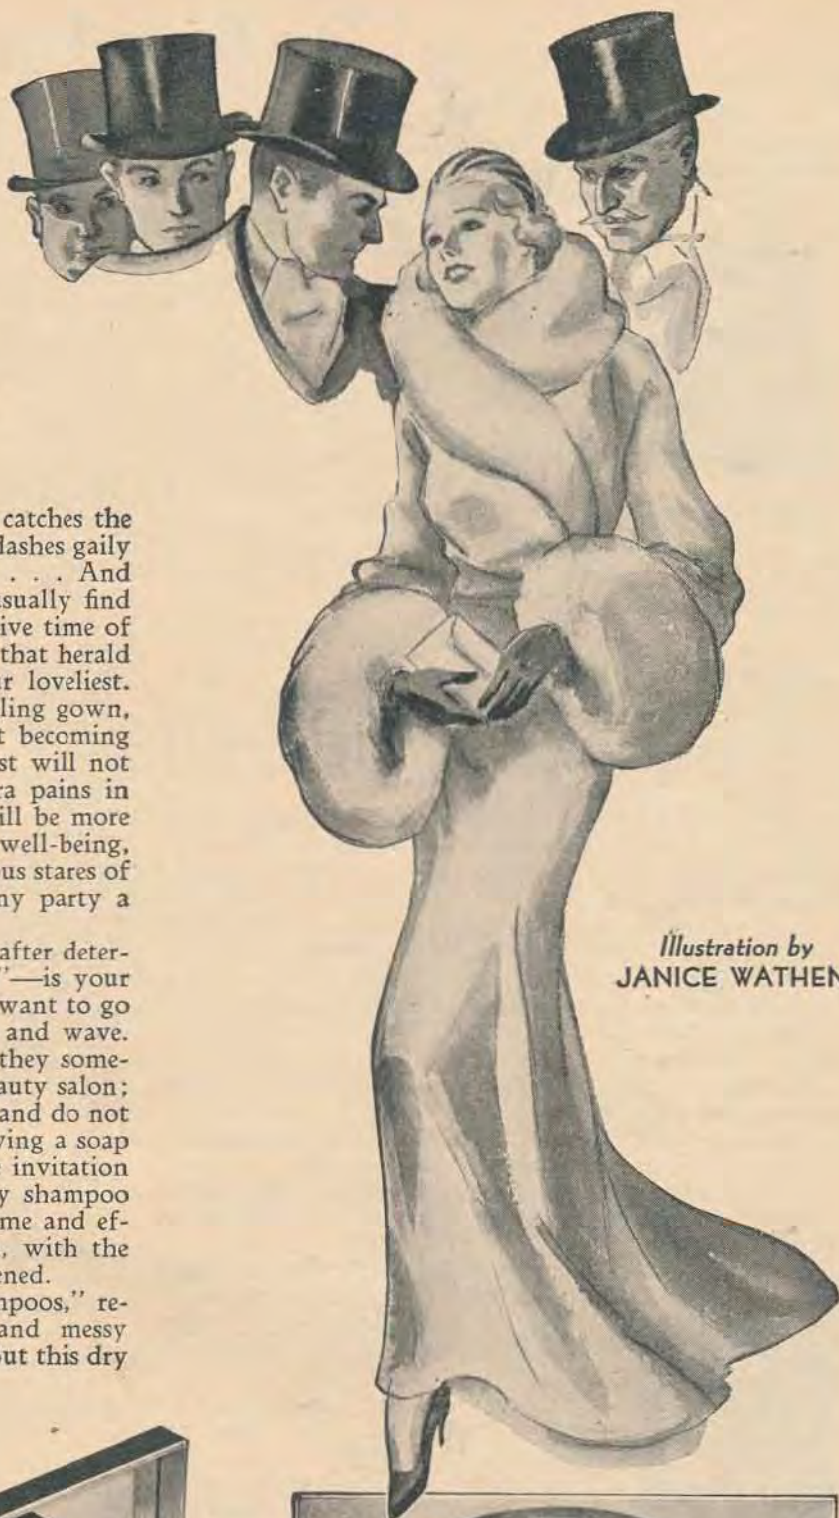 catches the
lashes gaily
. . . And
sually find
ive time of
that herald
r loveliest.
ling gown,
t becoming
st will not
ra pains in
ill be more
well-being,
us stares of
ny party a
after deter-
"—is your
want to go
and wave.
they some-
auty salon;
and do not
ving a soap
invitation
y shampoo
me and ef-
, with the
ened.
mpoos," re-
and messy
out this dry
Illustration by
JANICE WATHEN